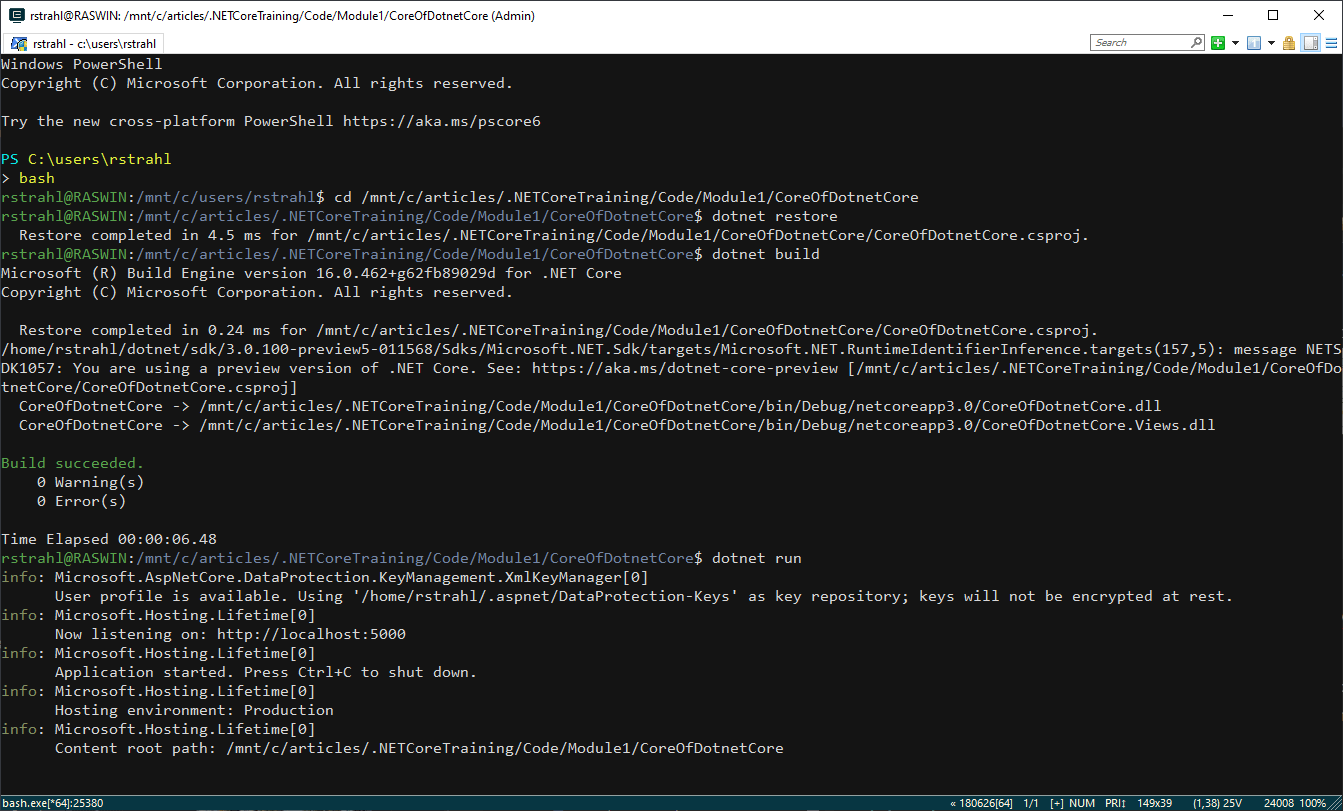 rstrahl@RASWIN: /mnt/c/articles/.NETCoreTraining/Code/Module1/CoreOfDotnetCore (Admin)
rstrahl - c:\users\rstrahl
Search
Windows PowerShell
Copyright (C) Microsoft Corporation. All rights reserved.
Try the new cross-platform PowerShell https://aka.ms/pscore6
PS C:\users\rstrahl
> bash
rstrahl@RASWIN:/mnt/c/users/rstrahl$ cd /mnt/c/articles/.NETCoreTraining/Code/Module1/CoreOfDotnetCore
rstrahl@RASWIN:/mnt/c/articles/.NETCoreTraining/Code/Module1/CoreOfDotnetCore$ dotnet restore
  Restore completed in 4.5 ms for /mnt/c/articles/.NETCoreTraining/Code/Module1/CoreOfDotnetCore/CoreOfDotnetCore.csproj.
rstrahl@RASWIN:/mnt/c/articles/.NETCoreTraining/Code/Module1/CoreOfDotnetCore$ dotnet build
Microsoft (R) Build Engine version 16.0.462+g62fb89029d for .NET Core
Copyright (C) Microsoft Corporation. All rights reserved.
  Restore completed in 0.24 ms for /mnt/c/articles/.NETCoreTraining/Code/Module1/CoreOfDotnetCore/CoreOfDotnetCore.csproj.
/home/rstrahl/dotnet/sdk/3.0.100-preview5-011568/Sdks/Microsoft.NET.Sdk/targets/Microsoft.NET.RuntimeIdentifierInference.targets(157,5): message NETS
DK1057: You are using a preview version of .NET Core. See: https://aka.ms/dotnet-core-preview [/mnt/c/articles/.NETCoreTraining/Code/Module1/CoreOfDo
tnetCore/CoreOfDotnetCore.csproj]
  CoreOfDotnetCore -> /mnt/c/articles/.NETCoreTraining/Code/Module1/CoreOfDotnetCore/bin/Debug/netcoreapp3.0/CoreOfDotnetCore.dll
  CoreOfDotnetCore -> /mnt/c/articles/.NETCoreTraining/Code/Module1/CoreOfDotnetCore/bin/Debug/netcoreapp3.0/CoreOfDotnetCore.Views.dll
Build succeeded.
    0 Warning(s)
    0 Error(s)
Time Elapsed 00:00:06.48
rstrahl@RASWIN:/mnt/c/articles/.NETCoreTraining/Code/Module1/CoreOfDotnetCore$ dotnet run
info: Microsoft.AspNetCore.DataProtection.KeyManagement.XmlKeyManager[0]
      User profile is available. Using '/home/rstrahl/.aspnet/DataProtection-Keys' as key repository; keys will not be encrypted at rest.
info: Microsoft.Hosting.Lifetime[0]
      Now listening on: http://localhost:5000
info: Microsoft.Hosting.Lifetime[0]
      Application started. Press Ctrl+C to shut down.
info: Microsoft.Hosting.Lifetime[0]
      Hosting environment: Production
info: Microsoft.Hosting.Lifetime[0]
      Content root path: /mnt/c/articles/.NETCoreTraining/Code/Module1/CoreOfDotnetCore
bash.exe[*64]:25380 « 180626[64] 1/1 [+] NUM PRI↕ 149x39 (1,38) 25V 24008 100%